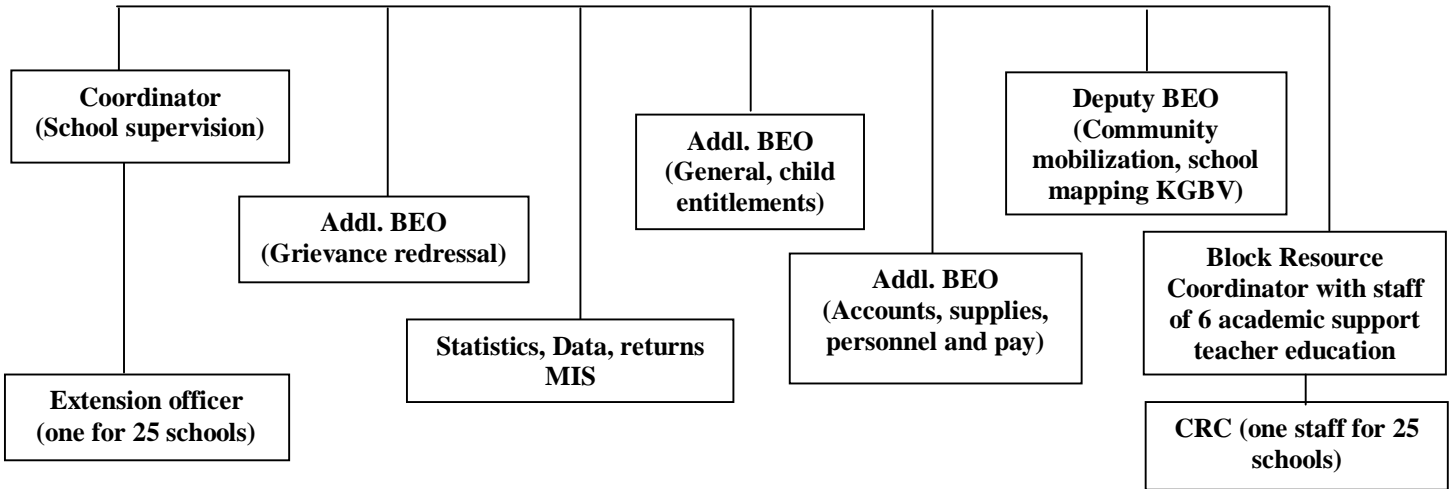 Coordinator
(School supervision)
Deputy BEO
(Community
mobilization, school
mapping KGBV)
Addl. BEO
(General, child
entitlements)
Addl. BEO
(Grievance redressal)
Block Resource
Coordinator with staff
of 6 academic support
teacher education
Addl. BEO
(Accounts, supplies,
personnel and pay)
Statistics, Data, returns
MIS
Extension officer
(one for 25 schools)
CRC (one staff for 25
schools)